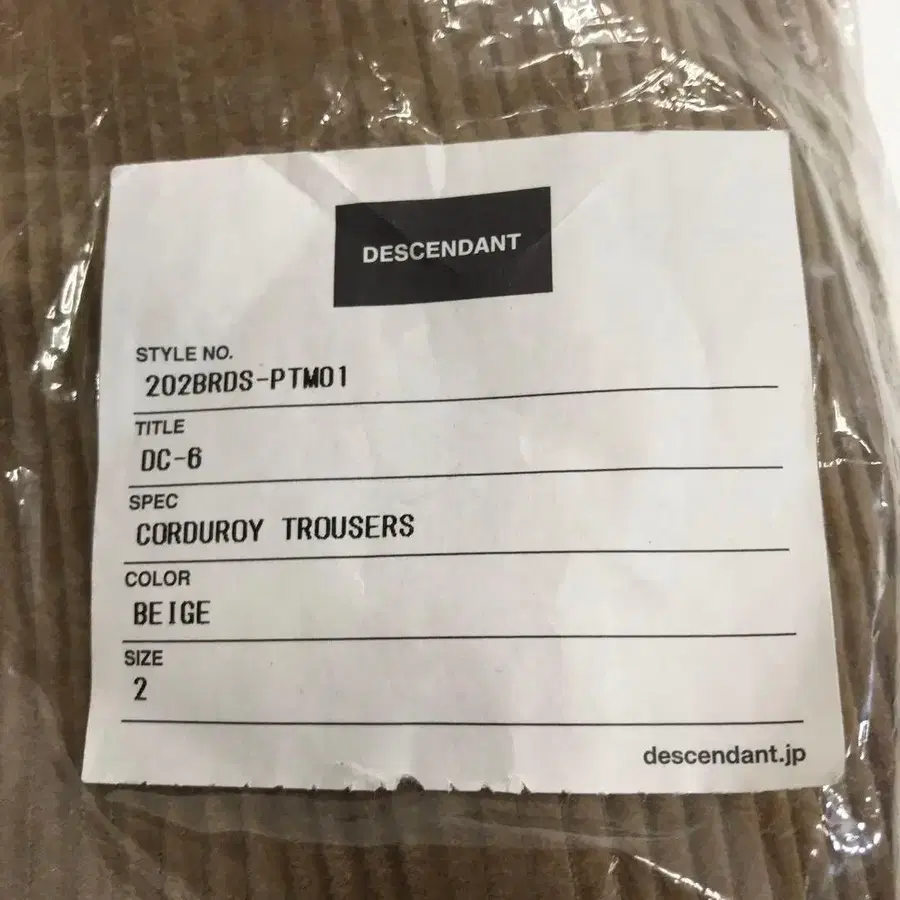 DESCENDANT
STYLE NO.
202BRDS-PTM01
TITLE
DC-6
SPEC
CORDUROY TROUSERS
COLOR
BEIGE
SIZE
2
descendant.jp